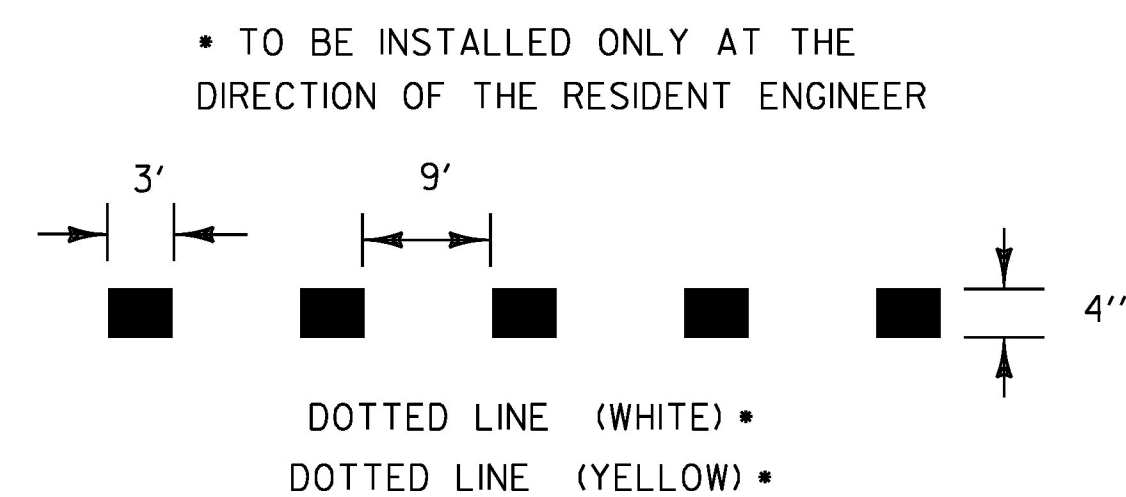 * TO BE INSTALLED ONLY AT THE
DIRECTION OF THE RESIDENT ENGINEER
3' 9'
4''
DOTTED LINE (WHITE) *
DOTTED LINE (YELLOW) *